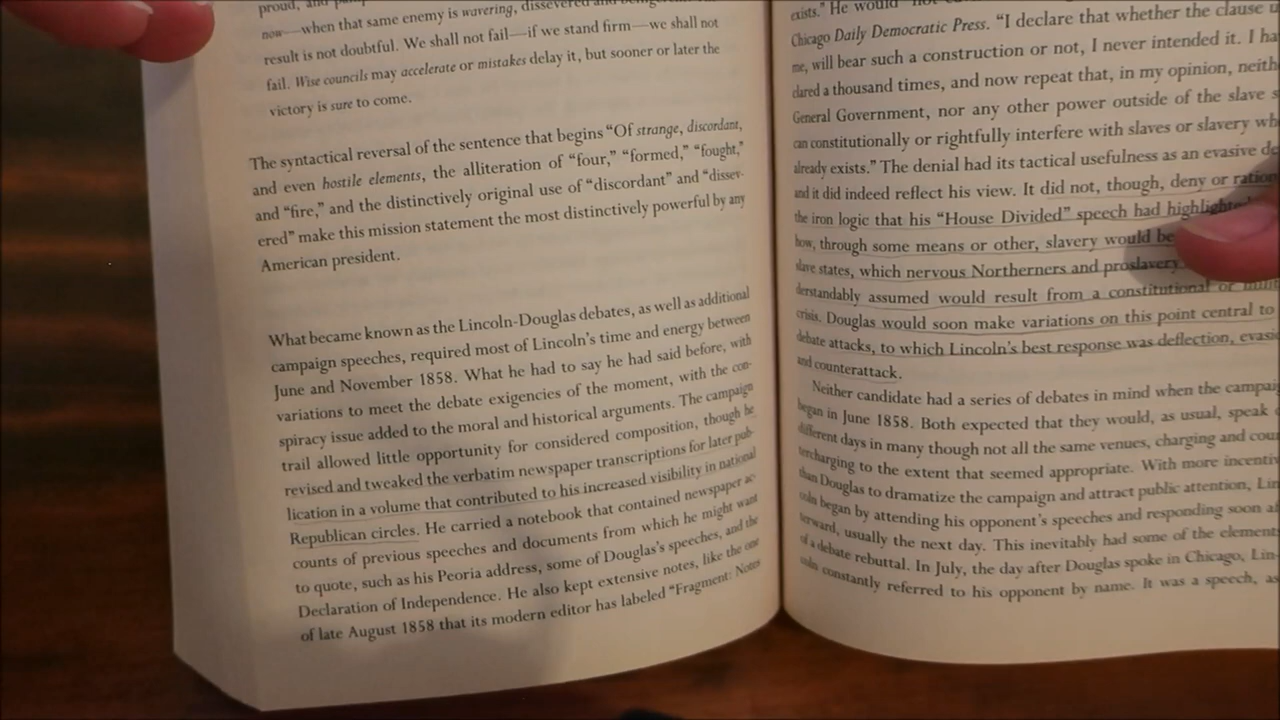 proud, and
now—when that same enemy is wavering, dissevered and
result is not doubtful. We shall not fail—if we stand firm—we shall not
fail. Wise councils may accelerate or mistakes delay it, but sooner or later the
victory is sure to come.
The syntactical reversal of the sentence that begins “Of strange, discordant,
and even hostile elements, the alliteration of “four,” “formed,” “fought,”
and “fire,” and the distinctively original use of “discordant” and “dissev-
ered” make this mission statement the most distinctively powerful by any
American president.
What became known as the Lincoln-Douglas debates, as well as additional
campaign speeches, required most of Lincoln’s time and energy between
June and November 1858. What he had to say he had said before, with
variations to meet the debate exigencies of the moment, with the con-
spiracy issue added to the moral and historical arguments. The campaign
trail allowed little opportunity for considered composition, though he
revised and tweaked the verbatim newspaper transcriptions for later pub-
lication in a volume that contributed to his increased visibility in national
Republican circles. He carried a notebook that contained newspaper ac-
counts of previous speeches and documents from which he might want
to quote, such as his Peoria address, some of Douglas’s speeches, and the
Declaration of Independence. He also kept extensive notes, like the one
of late August 1858 that its modern editor has labeled “Fragment: Notes
exists.” He would
Chicago Daily Democratic Press. “I declare that whether the clause
me, will bear such a construction or not, I never intended it. I
clared a thousand times, and now repeat that, in my opinion,
General Government, nor any other power outside of the slave
can constitutionally or rightfully interfere with slaves or slavery
already exists.” The denial had its tactical usefulness as an evasive
and it did indeed reflect his view. It did not, though, deny or
the iron logic that his “House Divided” speech had highlighted
how, through some means or other, slavery would be
slave states, which nervous Northerners and proslavery
derstandably assumed would result from a constitutional or
crisis. Douglas would soon make variations on this point central to
debate attacks, to which Lincoln’s best response was deflection,
and counterattack.
Neither candidate had a series of debates in mind when the
began in June 1858. Both expected that they would, as usual, speak
different days in many though not all the same venues, charging and
tercharging to the extent that seemed appropriate. With more
than Douglas to dramatize the campaign and attract public attention, Lin-
coln began by attending his opponent’s speeches and responding soon
terward, usually the next day. This inevitably had some of the
of a debate rebuttal. In July, the day after Douglas spoke in Chicago, Lin-
coln constantly referred to his opponent by name. It was a speech, as